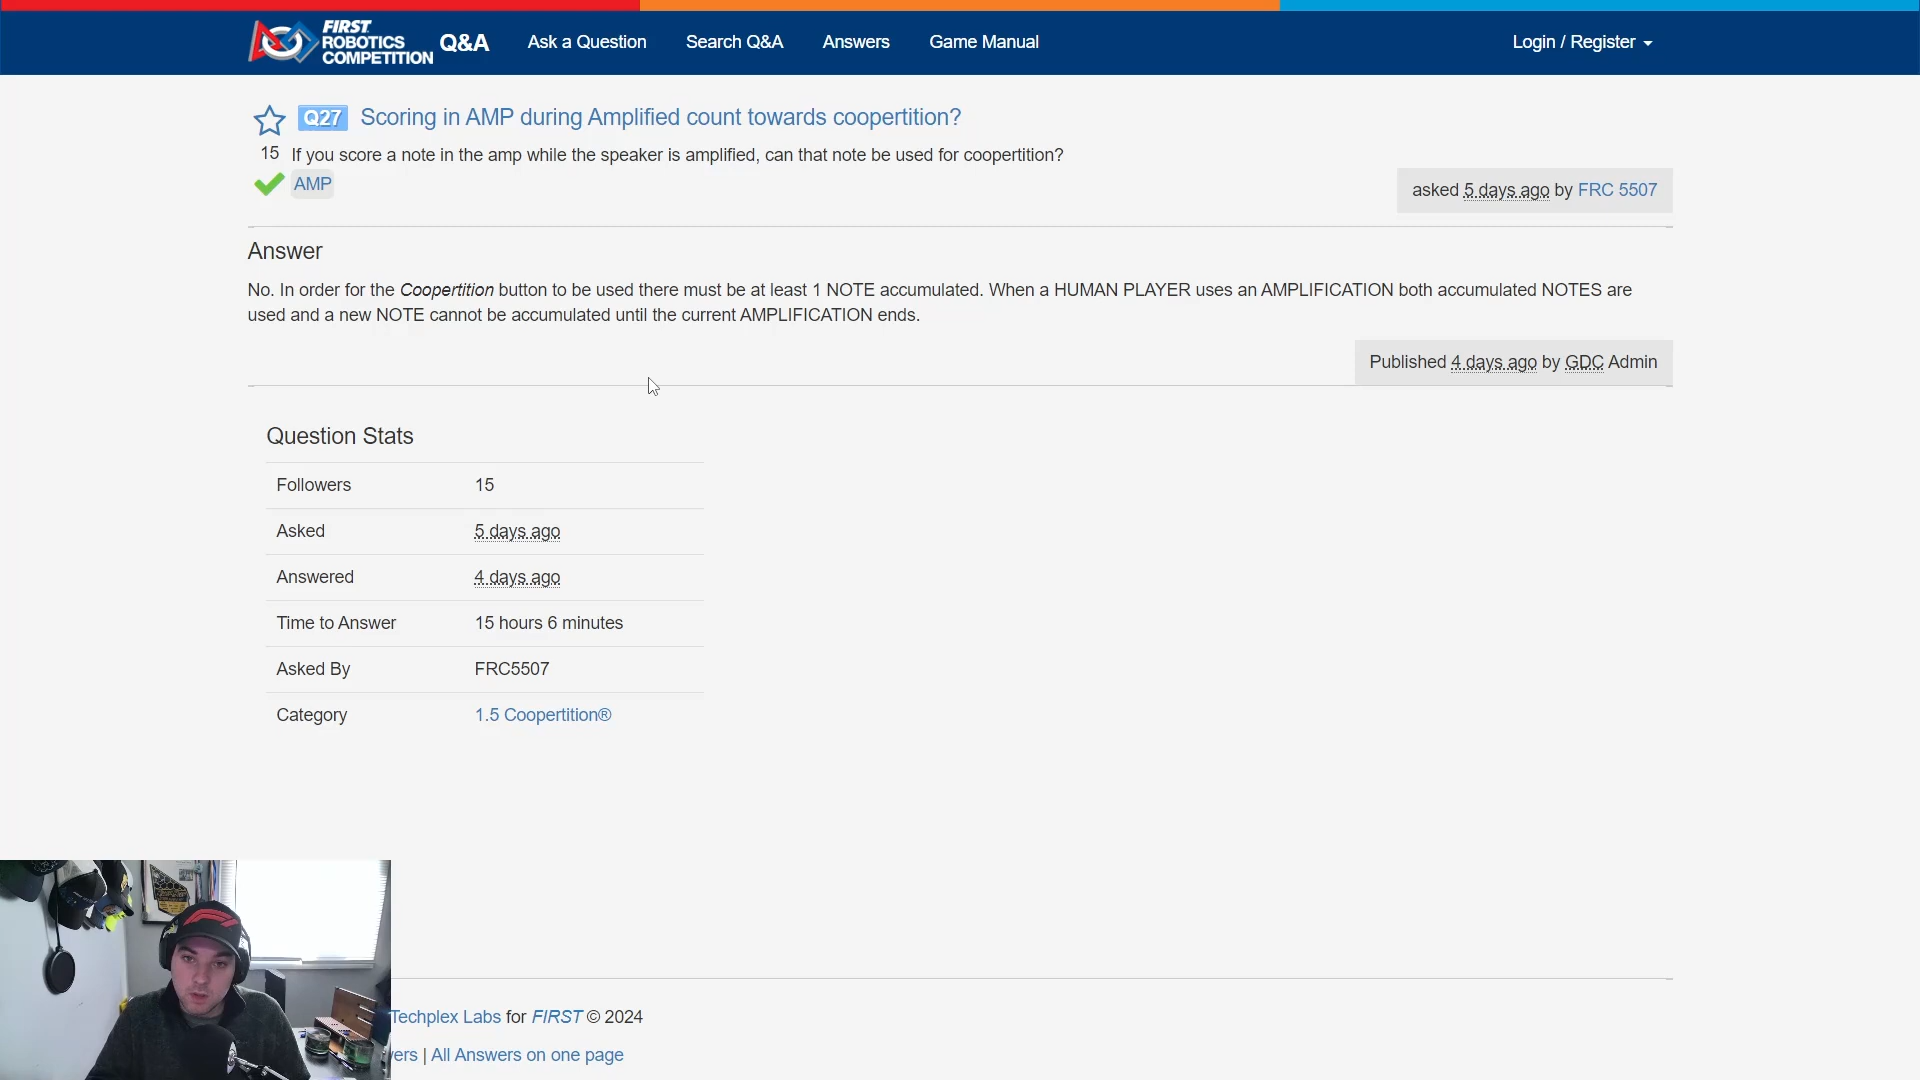 FIRST
ROBOTICS
COMPETITION
Q&A
Ask a Question
Search Q&A
Answers
Game Manual
Login / Register
Q27 Scoring in AMP during Amplified count towards coopertition?
15 If you score a note in the amp while the speaker is amplified, can that note be used for coopertition?
AMP
asked 5 days ago by FRC 5507
Answer
No. In order for the Coopertition button to be used there must be at least 1 NOTE accumulated. When a HUMAN PLAYER uses an AMPLIFICATION both accumulated NOTES are
used and a new NOTE cannot be accumulated until the current AMPLIFICATION ends.
Published 4 days ago by GDC Admin
Question Stats
Followers 15
Asked 5 days ago
Answered 4 days ago
Time to Answer 15 hours 6 minutes
Asked By FRC5507
Category 1.5 Coopertition®
Techplex Labs for FIRST © 2024
vers | All Answers on one page